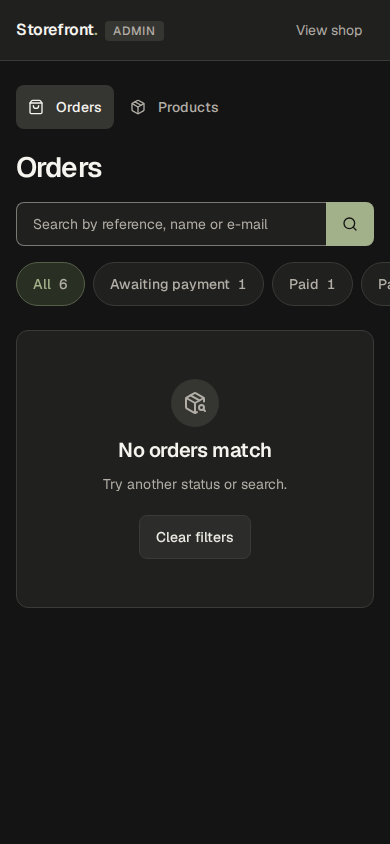 Storefront. ADMIN View shop
Orders Products
Orders
Search by reference, name or e-mail
All 6 Awaiting payment 1 Paid 1
No orders match
Try another status or search.
Clear filters